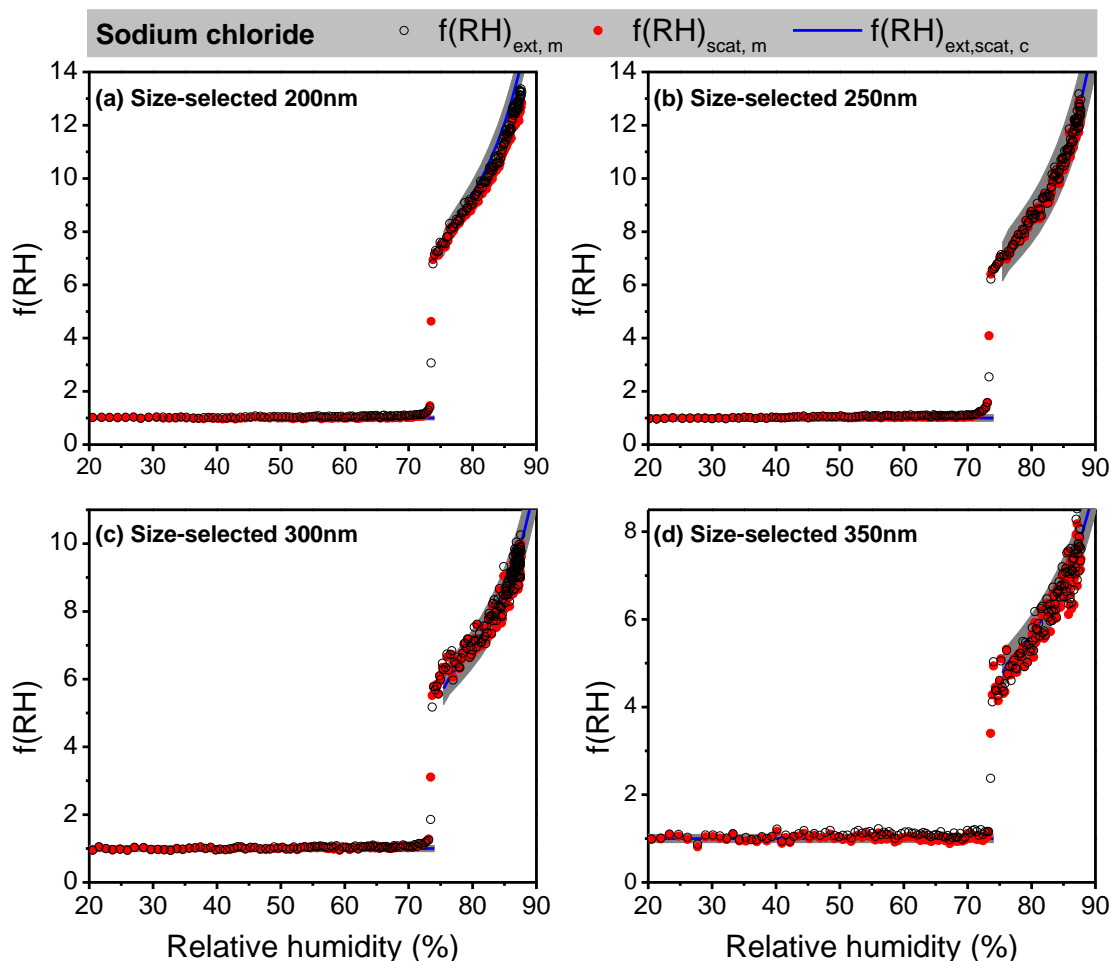 Sodium chloride f(RH)ext, m f(RH)scat, m f(RH)ext,scat, c
(a) Size-selected 200nm
14
12
10
8
6
4
2
0
f(RH)
20 30 40 50 60 70 80 90
(b) Size-selected 250nm
14
12
10
8
6
4
2
0
f(RH)
20 30 40 50 60 70 80 90
(c) Size-selected 300nm
10
8
6
4
2
0
f(RH)
20 30 40 50 60 70 80 90
Relative humidity (%)
(d) Size-selected 350nm
8
6
4
2
0
f(RH)
20 30 40 50 60 70 80 90
Relative humidity (%)